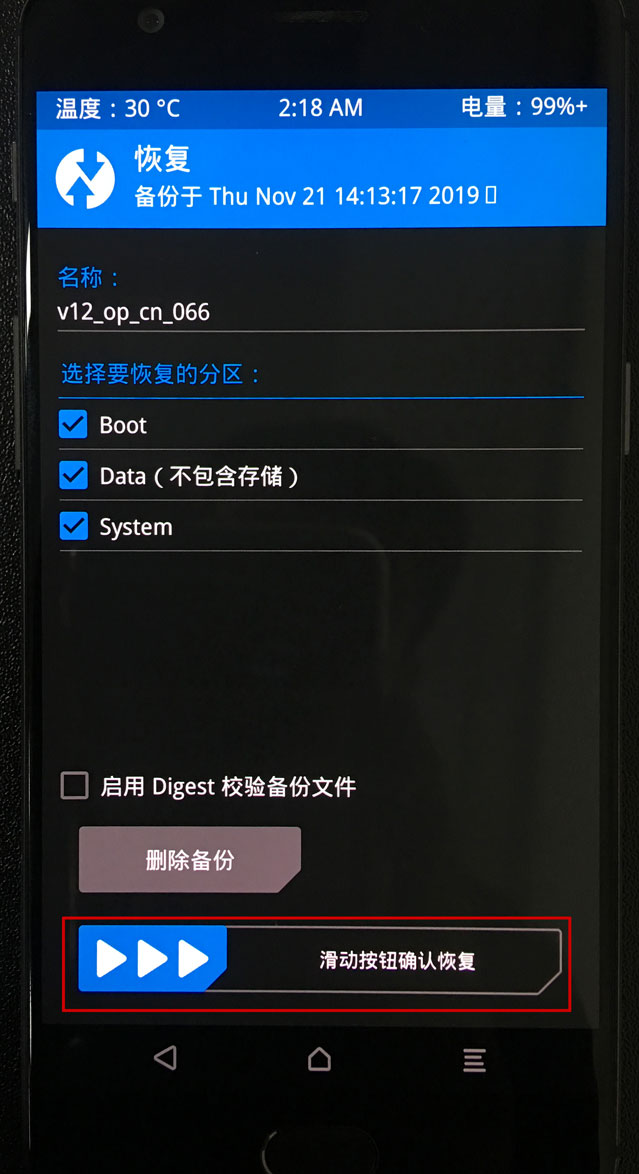 温度：30 °C 2:18 AM 电量：99%+
恢复
备份于 Thu Nov 21 14:13:17 2019
名称：
v12_op_cn_066
选择要恢复的分区：
Boot
Data（不包含存储）
System
启用 Digest 校验备份文件
删除备份
滑动按钮确认恢复